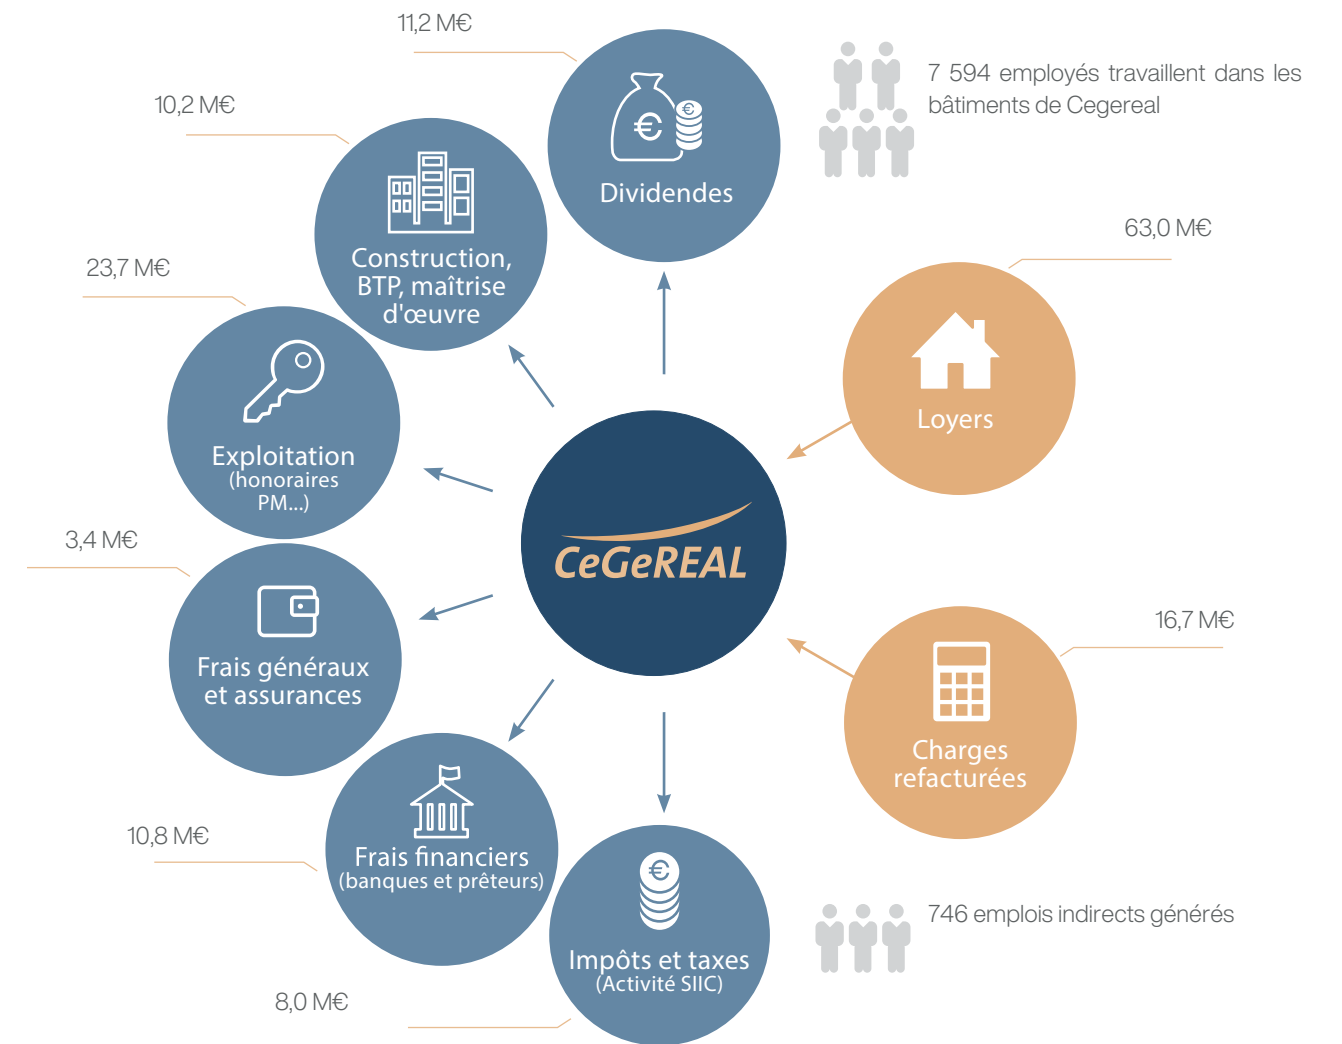 11,2 M€
Dividendes
7 594 employés travaillent dans les
bâtiments de Cegereal
10,2 M€
Construction,
BTP, maîtrise
d'œuvre
63,0 M€
Loyers
23,7 M€
Exploitation
(honoraires
PM...)
CeGeREAL
3,4 M€
Frais généraux
et assurances
16,7 M€
Charges
refacturées
10,8 M€
Frais financiers
(banques et prêteurs)
746 emplois indirects générés
Impôts et taxes
(Activité SIIC)
8,0 M€